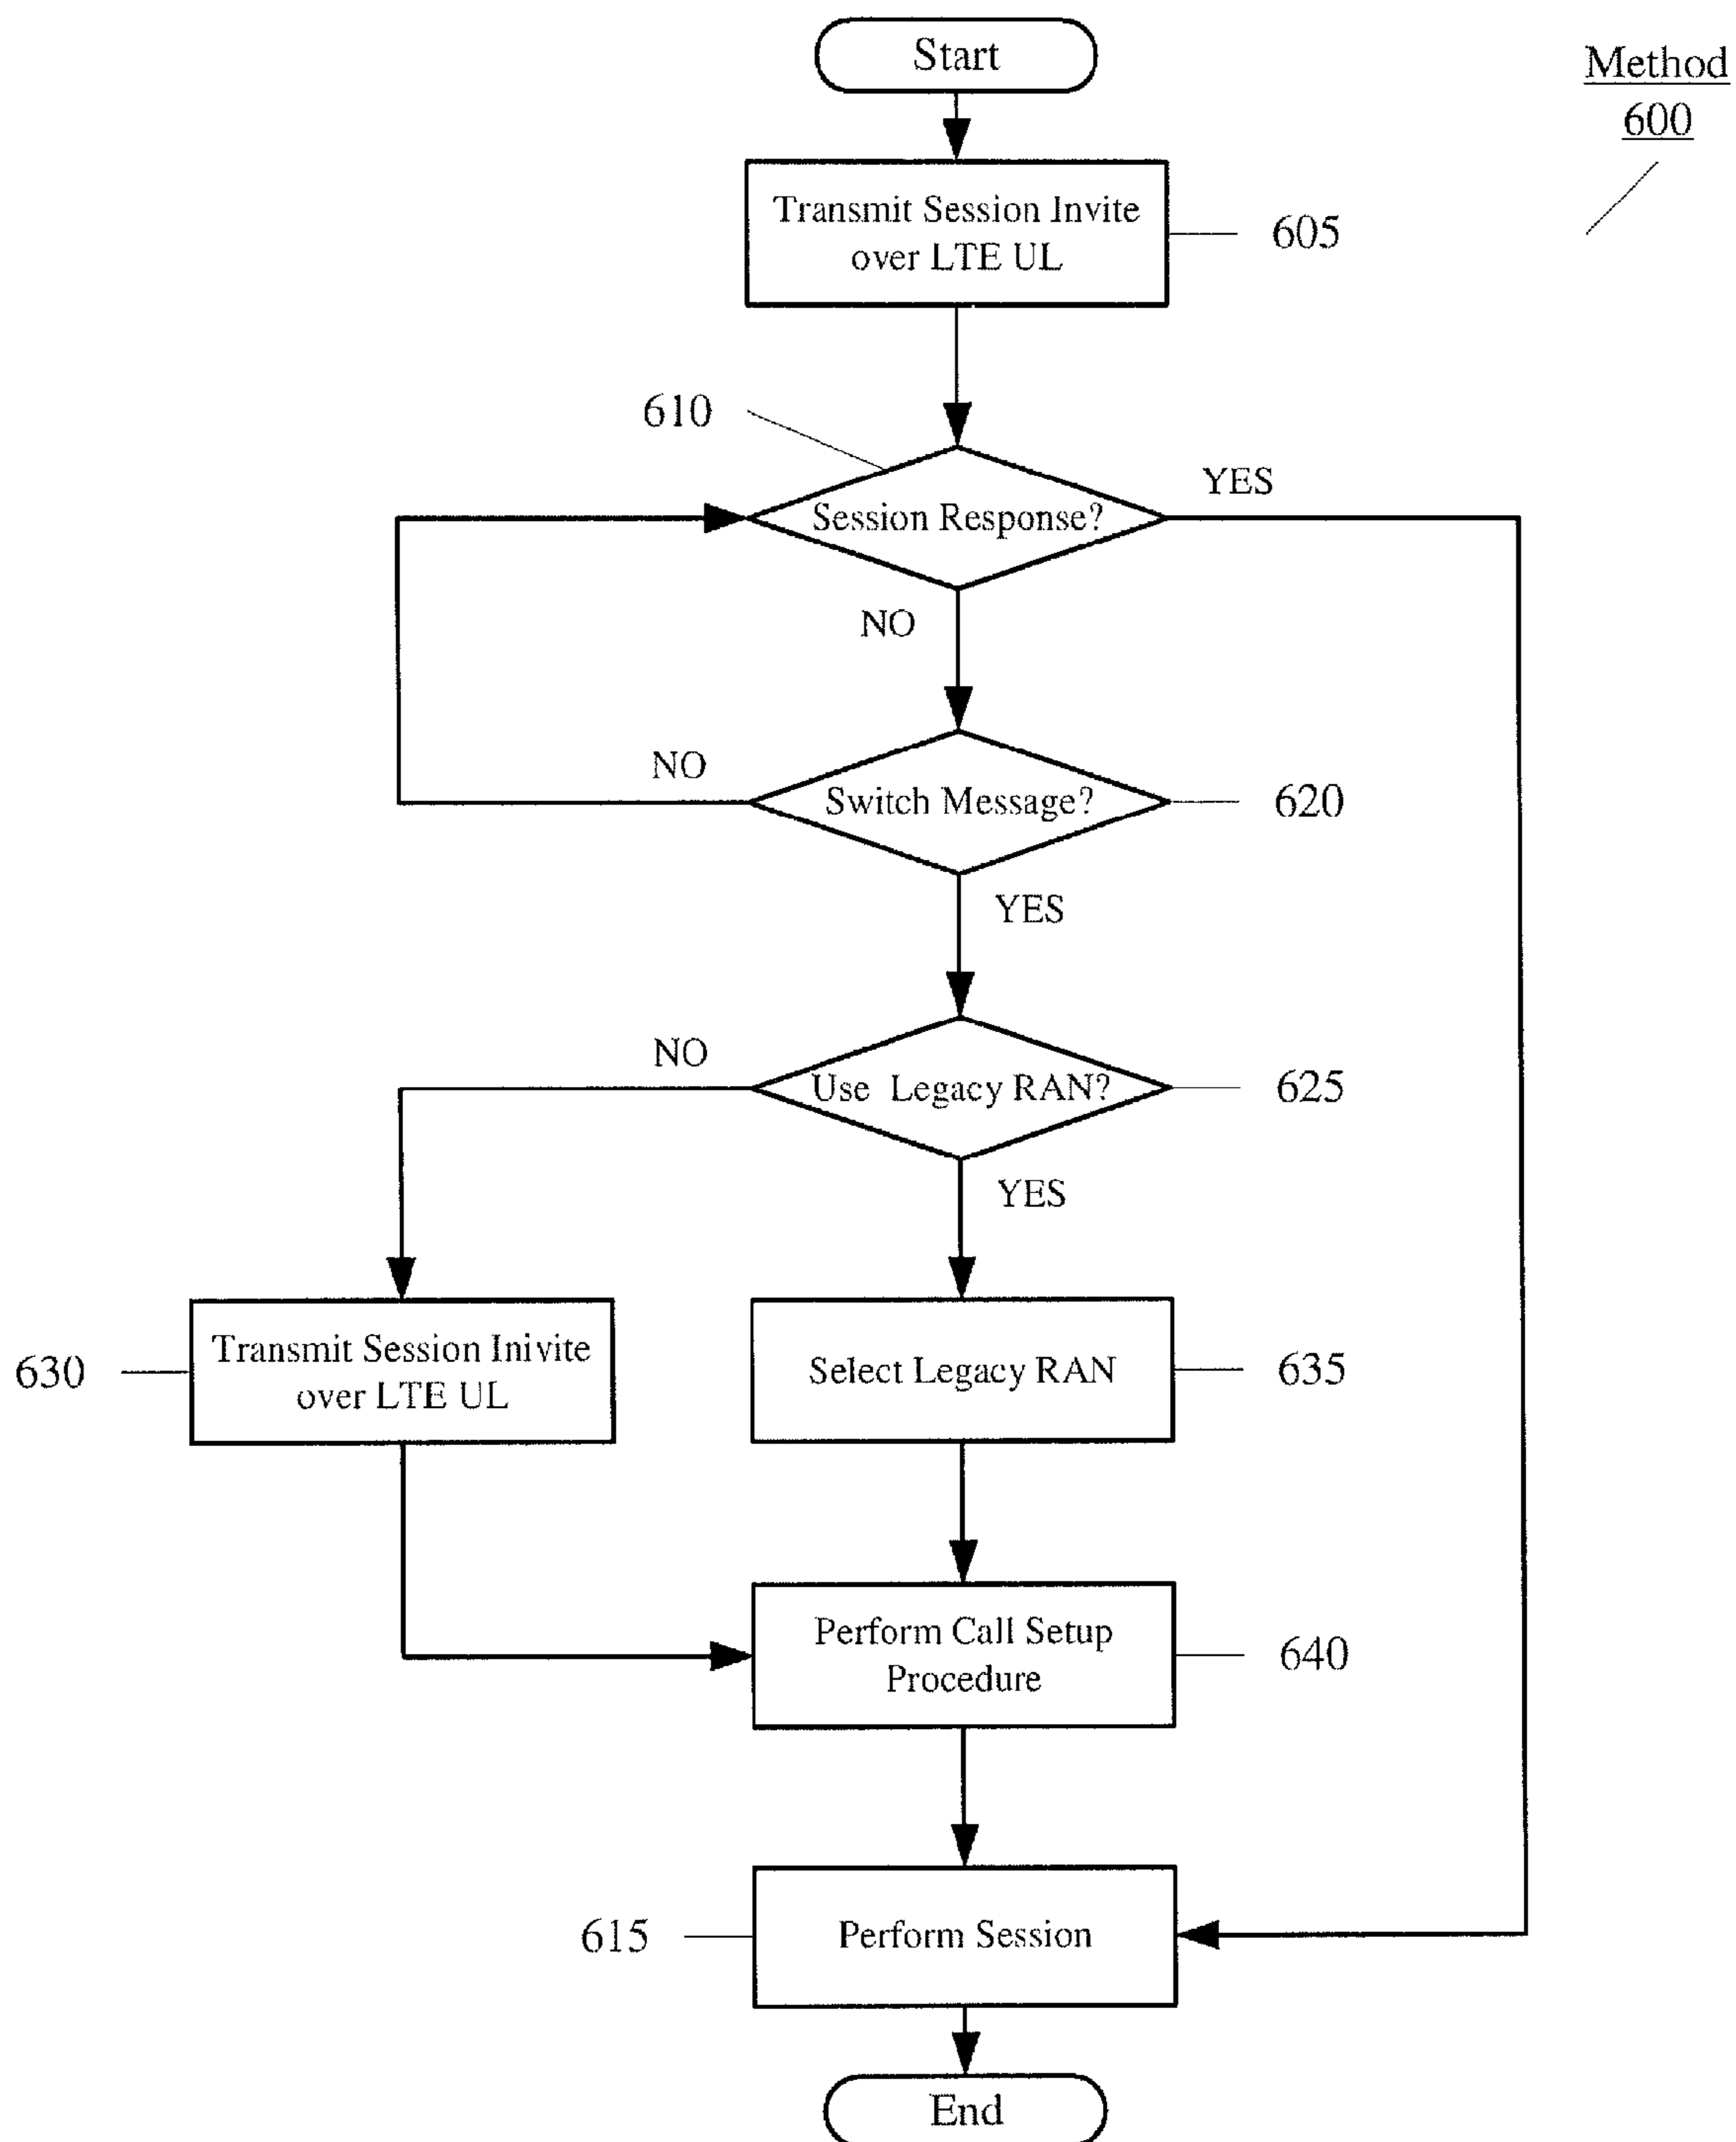 Start
Method
600
Transmit Session Invite
over LTE UL
605
610
YES
Session Response?
NO
NO
Switch Message?
620
YES
NO
Use Legacy RAN?
625
YES
630
Transmit Session Inivite
over LTE UL
Select Legacy RAN
635
Perform Call Setup
Procedure
640
615
Perform Session
End